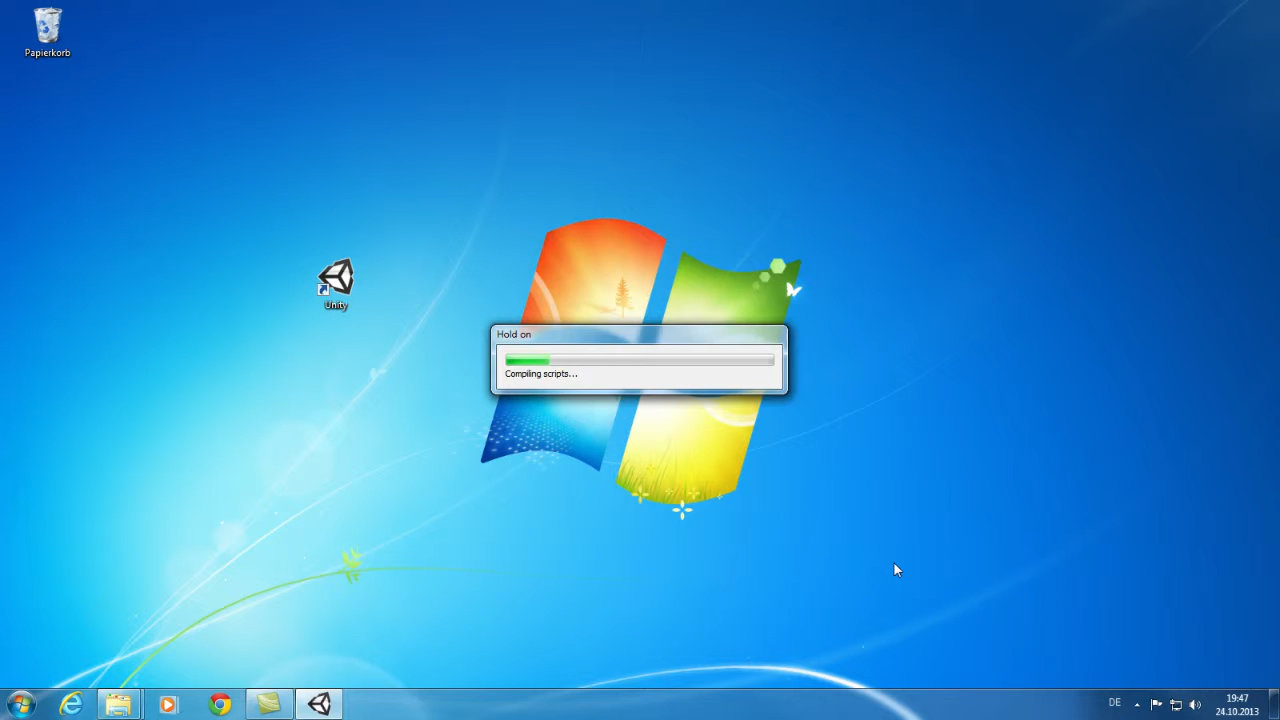 Papierkorb
Unity
Hold on
Compiling scripts...
DE
19:47
24.10.2013